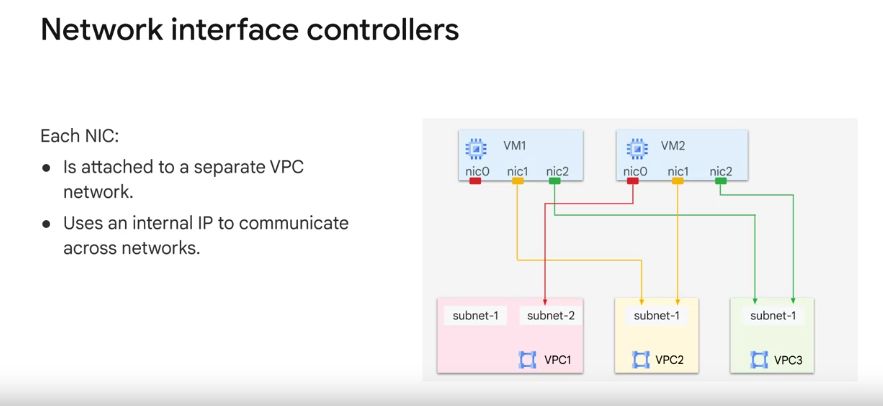 Network interface controllers
Each NIC:
● Is attached to a separate VPC
network.
● Uses an internal IP to communicate
across networks.
VM1
nic0 nic1 nic2
VM2
nic0 nic1 nic2
subnet-1 subnet-2
VPC1
subnet-1
VPC2
subnet-1
VPC3